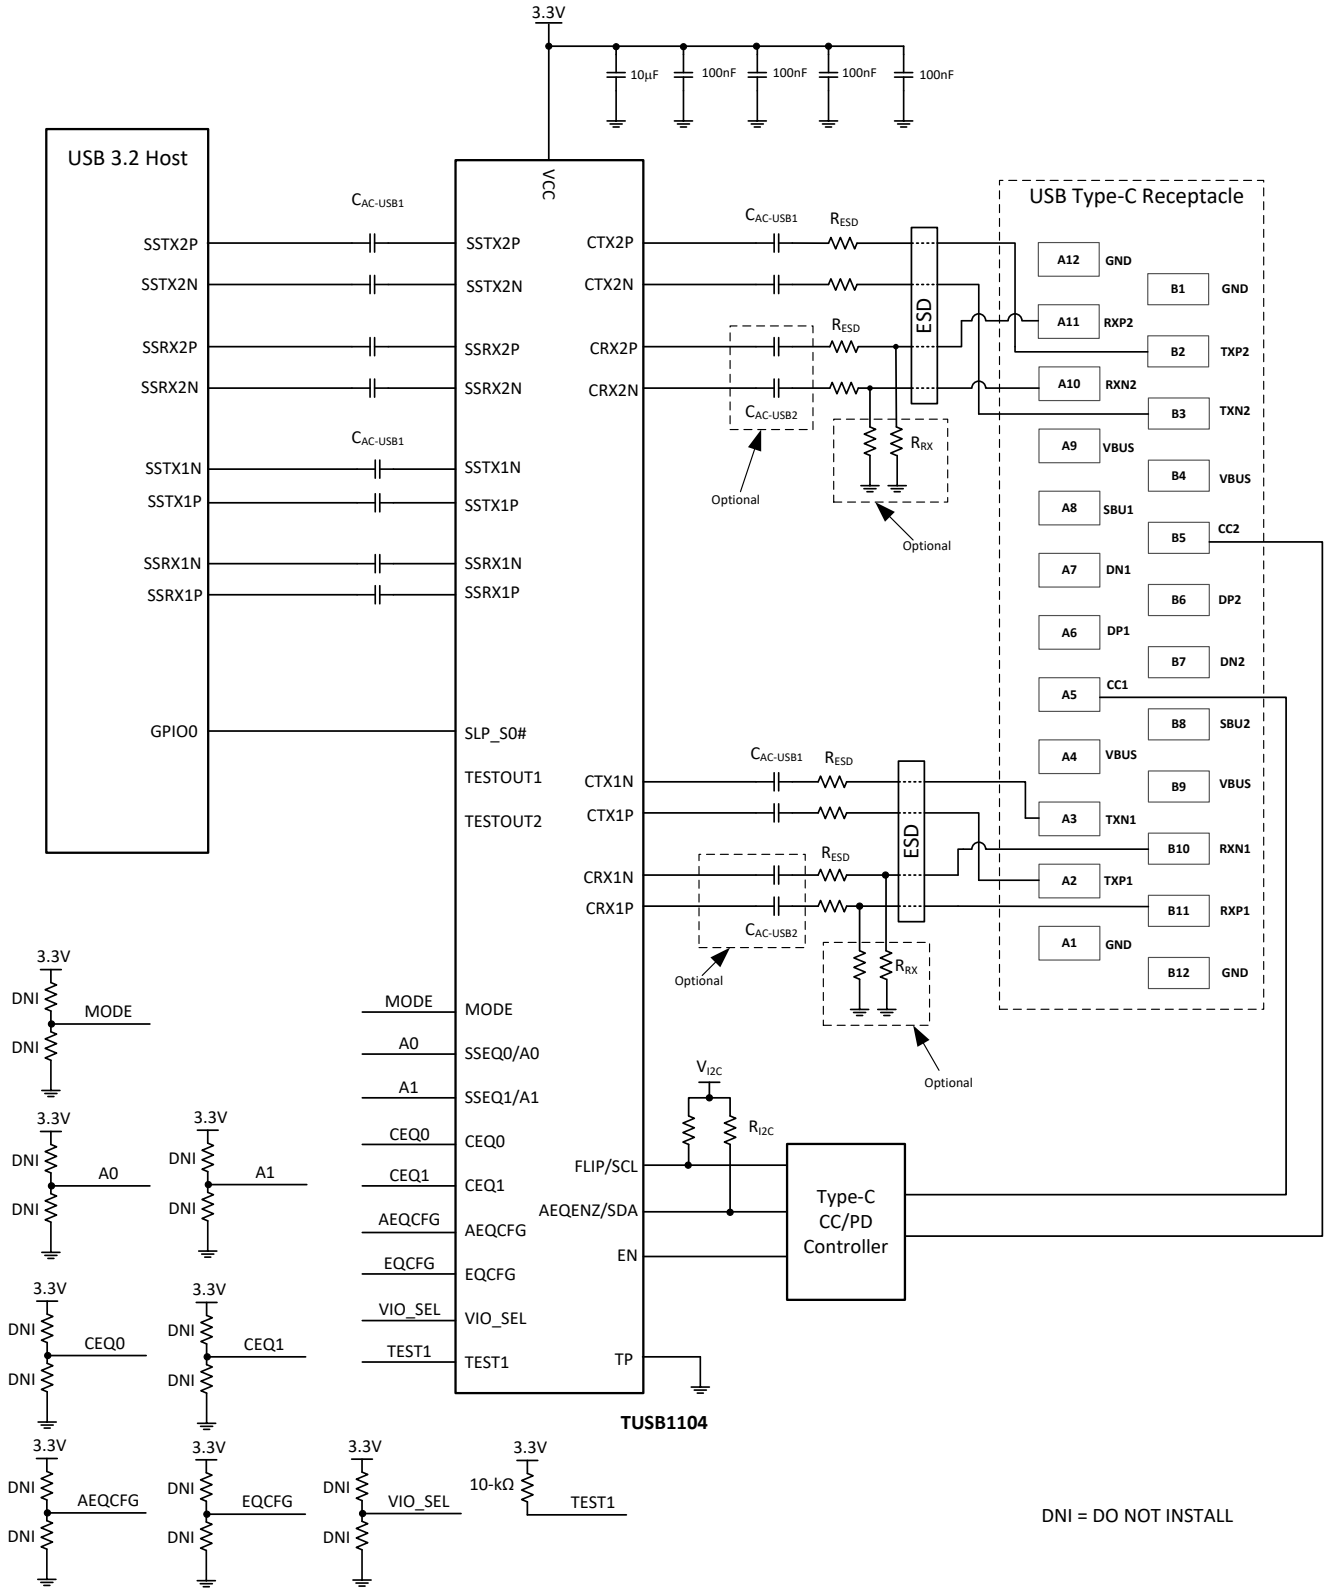 3.3V
10µF
100nF
100nF
100nF
100nF
USB 3.2 Host
SSTX2P
SSTX2N
SSRX2P
SSRX2N
SSTX1N
SSTX1P
SSRX1N
SSRX1P
GPIO0
CAC-USB1
CAC-USB1
VCC
SSTX2P
SSTX2N
SSRX2P
SSRX2N
SSTX1N
SSTX1P
SSRX1N
SSRX1P
SLP_S0#
TESTOUT1
TESTOUT2
MODE
SSEQ0/A0
SSEQ1/A1
CEQ0
CEQ1
AEQCFG
EQCFG
VIO_SEL
TEST1
MODE
A0
A1
CEQ0
CEQ1
AEQCFG
EQCFG
VIO_SEL
TEST1
CTX2P
CTX2N
CRX2P
CRX2N
CTX1N
CTX1P
CRX1N
CRX1P
FLIP/SCL
AEQENZ/SDA
EN
TP
TUSB1104
CAC-USB1
RESD
RESD
CAC-USB2
ESD
RRX
Optional
Optional
CAC-USB1
RESD
RESD
CAC-USB2
ESD
RRX
Optional
Optional
VI2C
RI2C
Type-C
CC/PD
Controller
USB Type-C Receptacle
A12 GND
B1 GND
A11 RXP2
B2 TXP2
A10 RXN2
B3 TXN2
A9 VBUS
B4 VBUS
A8 SBU1
B5 CC2
A7 DN1
B6 DP2
A6 DP1
B7 DN2
A5 CC1
B8 SBU2
A4 VBUS
B9 VBUS
A3 TXN1
B10 RXN1
A2 TXP1
B11 RXP1
A1 GND
B12 GND
3.3V
DNI
MODE
DNI
3.3V
DNI
A0
DNI
3.3V
DNI
A1
DNI
3.3V
DNI
CEQ0
DNI
3.3V
DNI
CEQ1
DNI
3.3V
DNI
AEQCFG
DNI
3.3V
DNI
EQCFG
DNI
3.3V
DNI
VIO_SEL
DNI
3.3V
10-kΩ
TEST1
DNI = DO NOT INSTALL